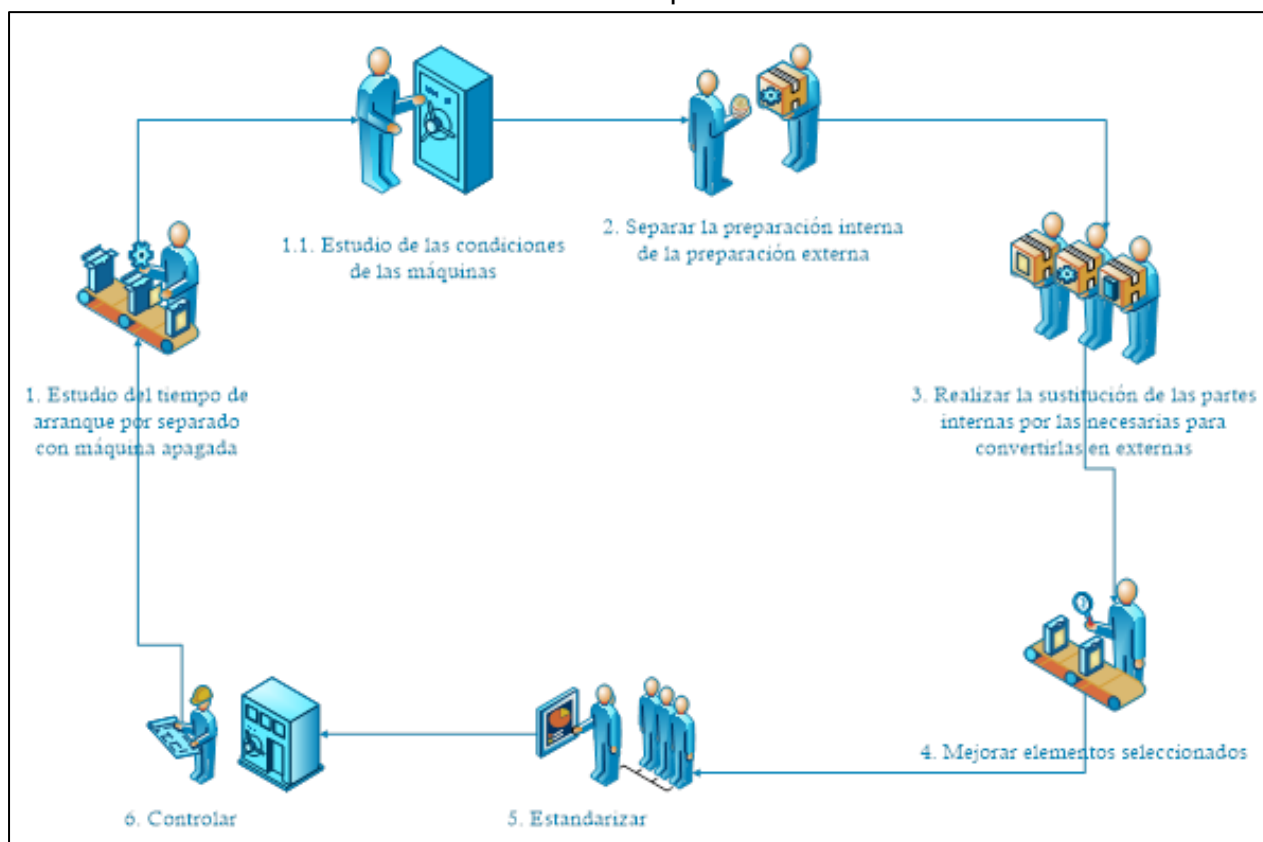 1.1. Estudio de las condiciones
de las máquinas
2. Separar la preparación interna
de la preparación externa
1. Estudio del tiempo de
arranque por separado
con máquina apagada
3. Realizar la sustitución de las partes
internas por las necesarias para
convertirlas en externas
4. Mejorar elementos seleccionados
5. Estandarizar
6. Controlar